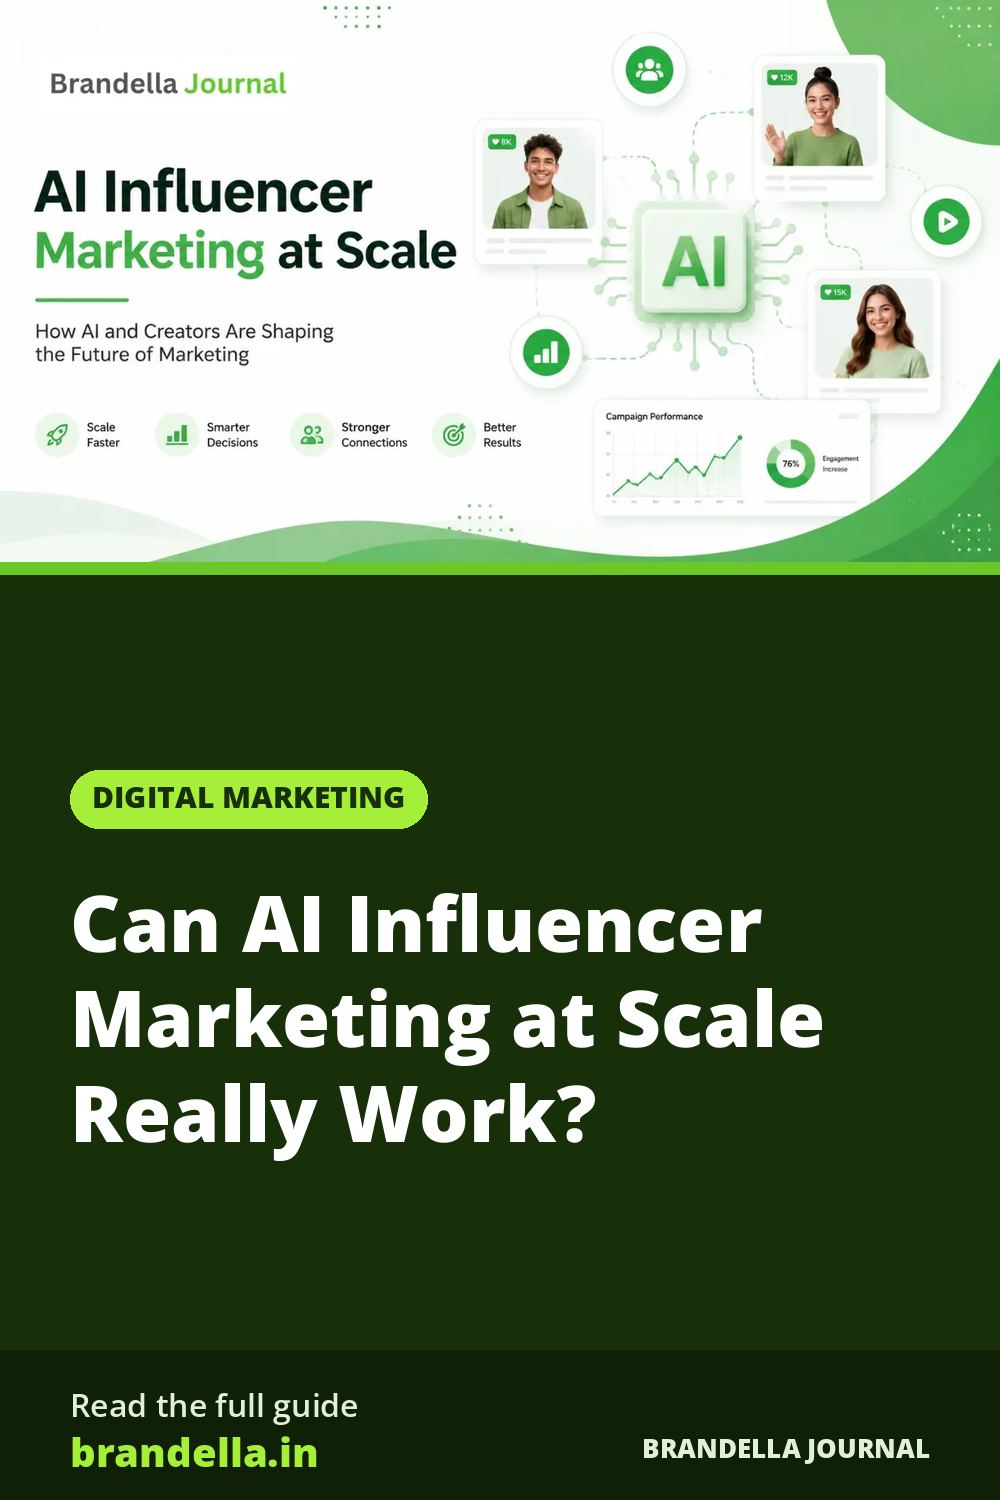 Brandella Journal
AI Influencer
Marketing at Scale
How AI and Creators Are Shaping
the Future of Marketing
Scale
Faster
Smarter
Decisions
Stronger
Connections
Better
Results
8K
12K
AI
15K
Campaign Performance
76%
Engagement
Increase
DIGITAL MARKETING
Can AI Influencer
Marketing at Scale
Really Work?
Read the full guide
brandella.in
BRANDELLA JOURNAL